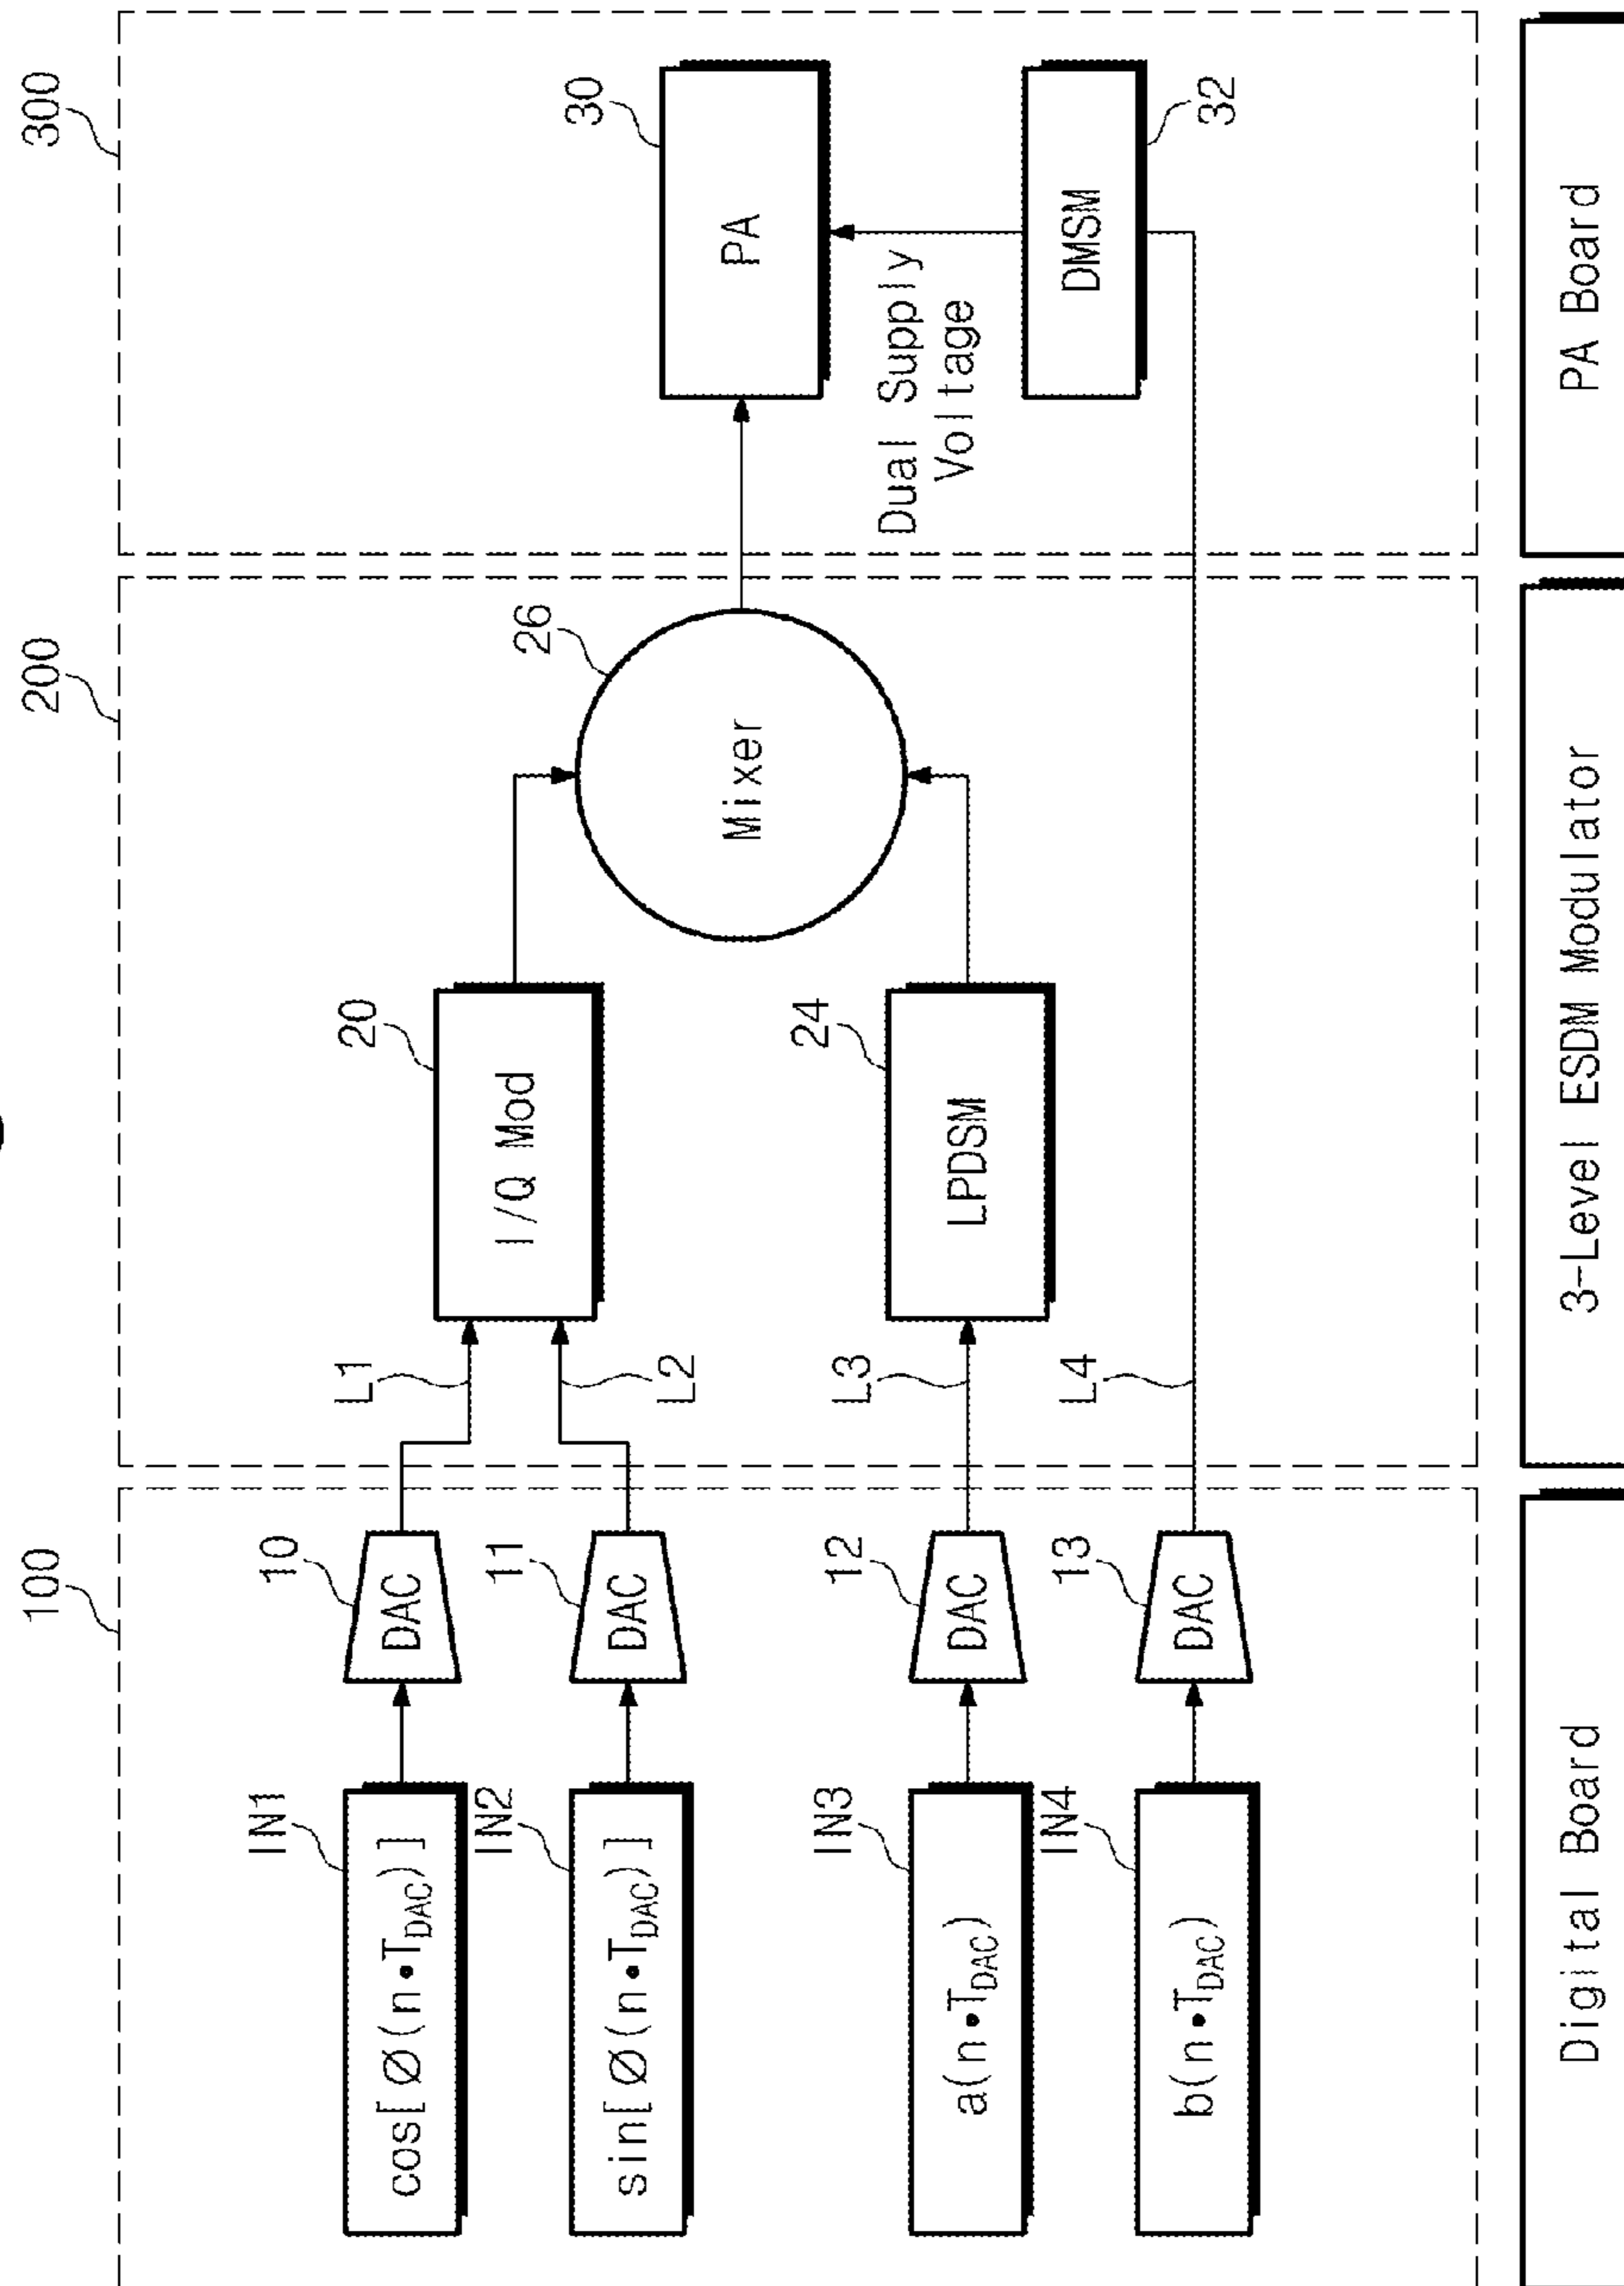 100
200
300
IN1
cos[Ø(n•T_DAC)]
10
DAC
L1
20
I/Q Mod
IN2
sin[Ø(n•T_DAC)]
11
DAC
L2
26
Mixer
30
PA
Dual Supply
Voltage
IN3
a(n•T_DAC)
12
DAC
L3
24
LPDSM
IN4
b(n•T_DAC)
13
DAC
L4
DMSM
32
Digital Board
3-Level ESDM Modulator
PA Board